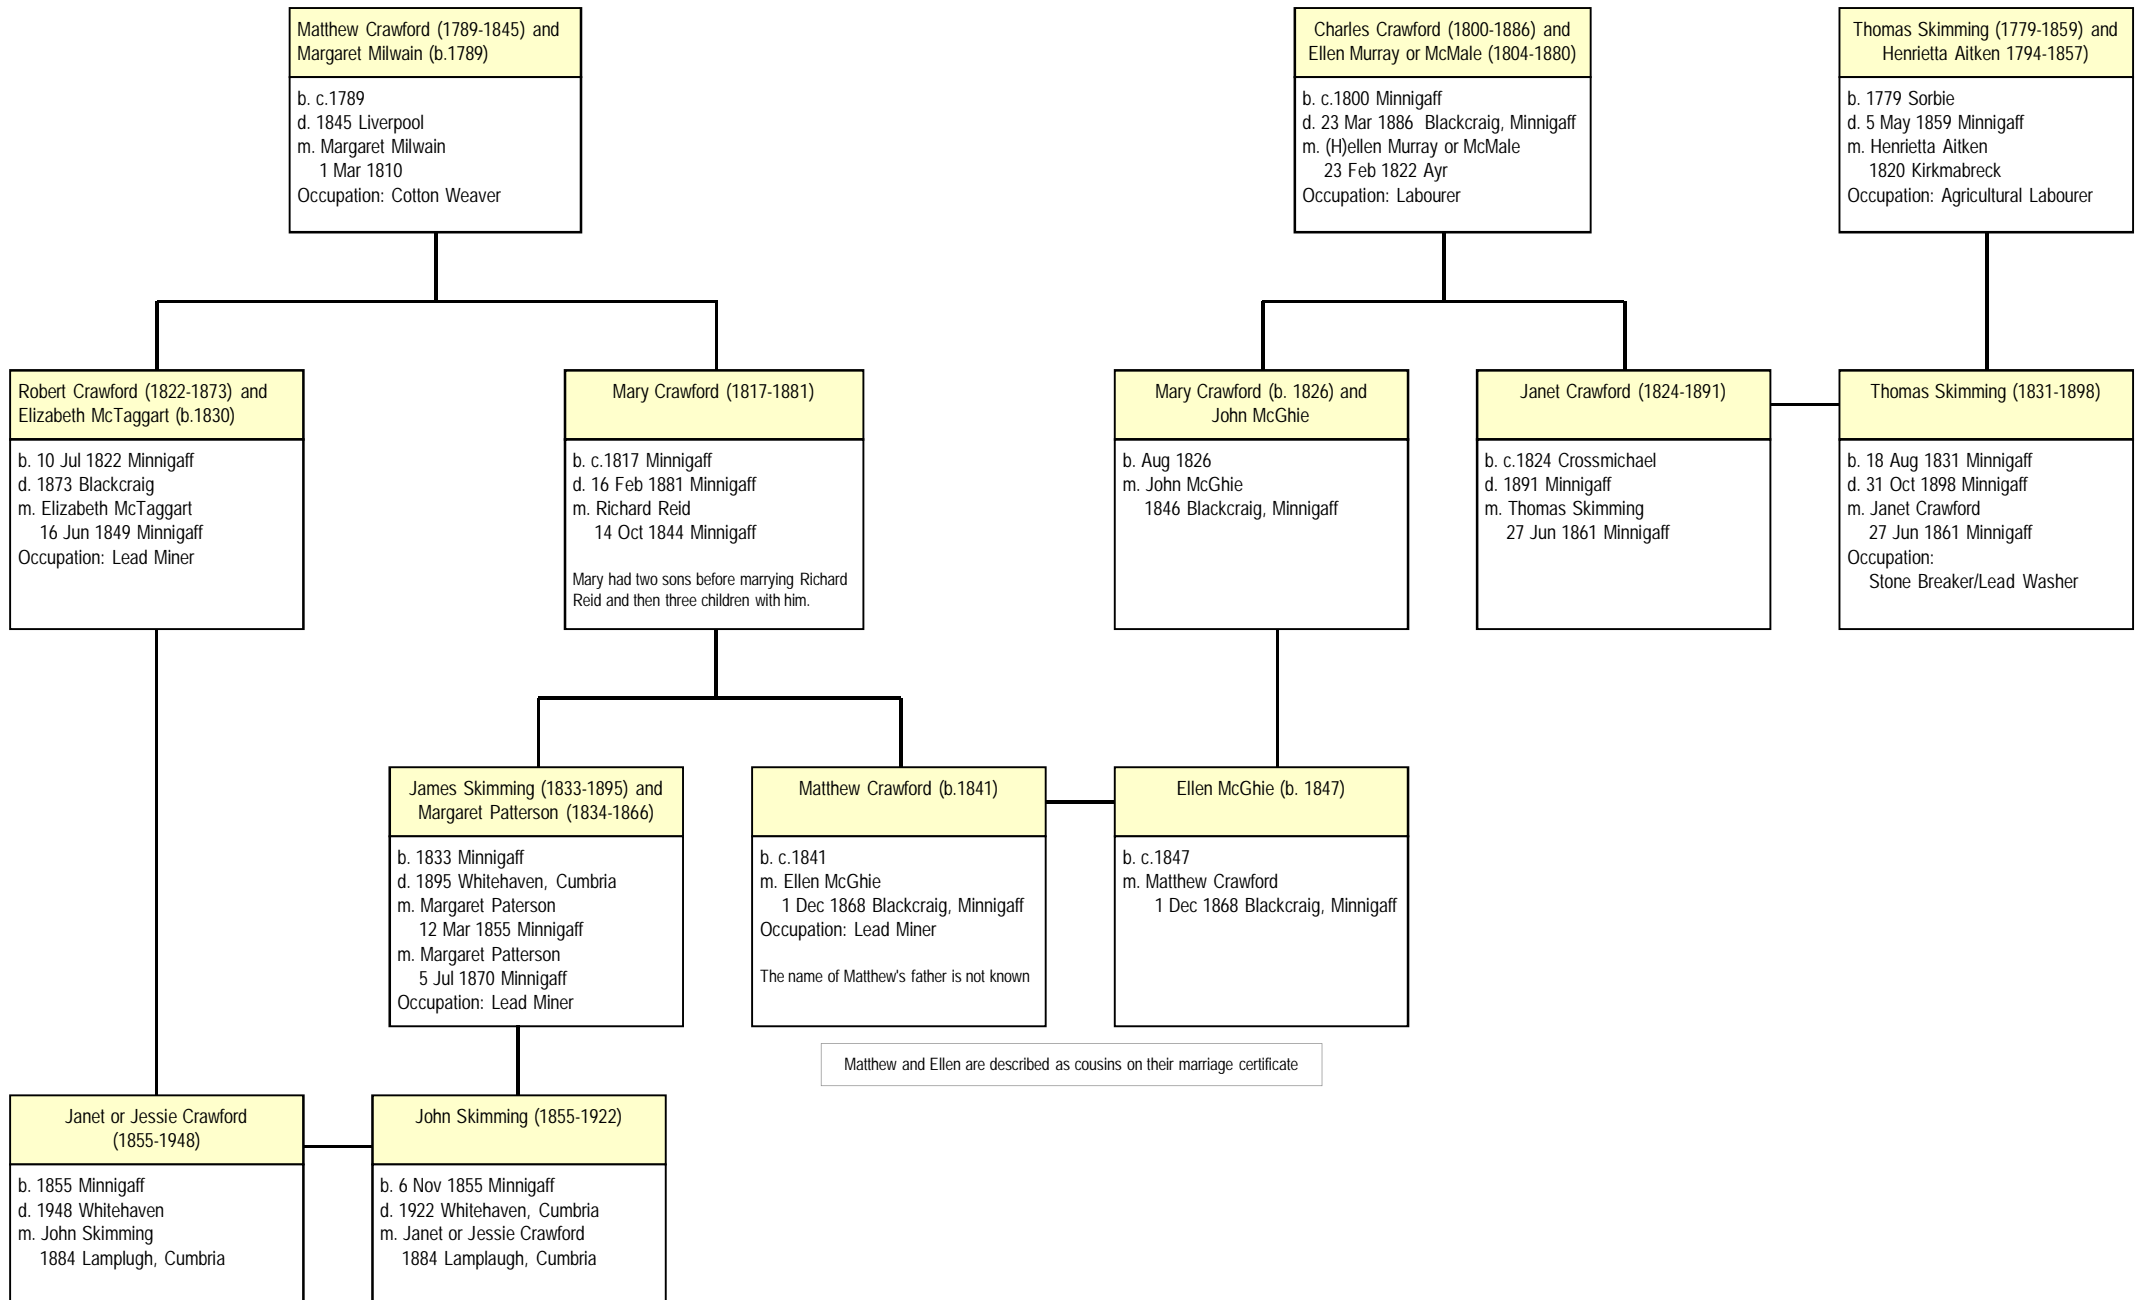 Matthew Crawford (1789-1845) and
Margaret Milwain (b.1789)
b. c.1789
d. 1845 Liverpool
m. Margaret Milwain
1 Mar 1810
Occupation: Cotton Weaver
Charles Crawford (1800-1886) and
Ellen Murray or McMale (1804-1880)
b. c.1800 Minnigaff
d. 23 Mar 1886 Blackcraig, Minnigaff
m. (H)ellen Murray or McMale
23 Feb 1822 Ayr
Occupation: Labourer
Thomas Skimming (1779-1859) and
Henrietta Aitken 1794-1857)
b. 1779 Sorbie
d. 5 May 1859 Minnigaff
m. Henrietta Aitken
1820 Kirkmabreck
Occupation: Agricultural Labourer
Robert Crawford (1822-1873) and
Elizabeth McTaggart (b.1830)
b. 10 Jul 1822 Minnigaff
d. 1873 Blackcraig
m. Elizabeth McTaggart
16 Jun 1849 Minnigaff
Occupation: Lead Miner
Mary Crawford (1817-1881)
b. c.1817 Minnigaff
d. 16 Feb 1881 Minnigaff
m. Richard Reid
14 Oct 1844 Minnigaff
Mary had two sons before marrying Richard
Reid and then three children with him.
Mary Crawford (b. 1826) and
John McGhie
b. Aug 1826
m. John McGhie
1846 Blackcraig, Minnigaff
Janet Crawford (1824-1891)
b. c.1824 Crossmichael
d. 1891 Minnigaff
m. Thomas Skimming
27 Jun 1861 Minnigaff
Thomas Skimming (1831-1898)
b. 18 Aug 1831 Minnigaff
d. 31 Oct 1898 Minnigaff
m. Janet Crawford
27 Jun 1861 Minnigaff
Occupation:
Stone Breaker/Lead Washer
James Skimming (1833-1895) and
Margaret Patterson (1834-1866)
b. 1833 Minnigaff
d. 1895 Whitehaven, Cumbria
m. Margaret Paterson
12 Mar 1855 Minnigaff
m. Margaret Patterson
5 Jul 1870 Minnigaff
Occupation: Lead Miner
Matthew Crawford (b.1841)
b. c.1841
m. Ellen McGhie
1 Dec 1868 Blackcraig, Minnigaff
Occupation: Lead Miner
The name of Matthew's father is not known
Ellen McGhie (b. 1847)
b. c.1847
m. Matthew Crawford
1 Dec 1868 Blackcraig, Minnigaff
Matthew and Ellen are described as cousins on their marriage certificate
Janet or Jessie Crawford
(1855-1948)
b. 1855 Minnigaff
d. 1948 Whitehaven
m. John Skimming
1884 Lamplugh, Cumbria
John Skimming (1855-1922)
b. 6 Nov 1855 Minnigaff
d. 1922 Whitehaven, Cumbria
m. Janet or Jessie Crawford
1884 Lamplaugh, Cumbria